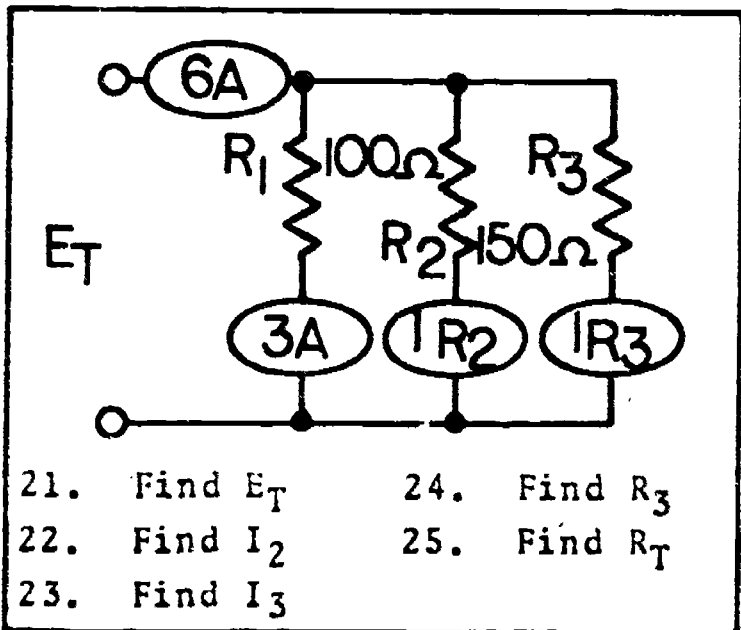 6A
R1 100Ω R3
ET R2 150Ω
3A IR2 IR3
21. Find ET 24. Find R3
22. Find I2 25. Find RT
23. Find I3